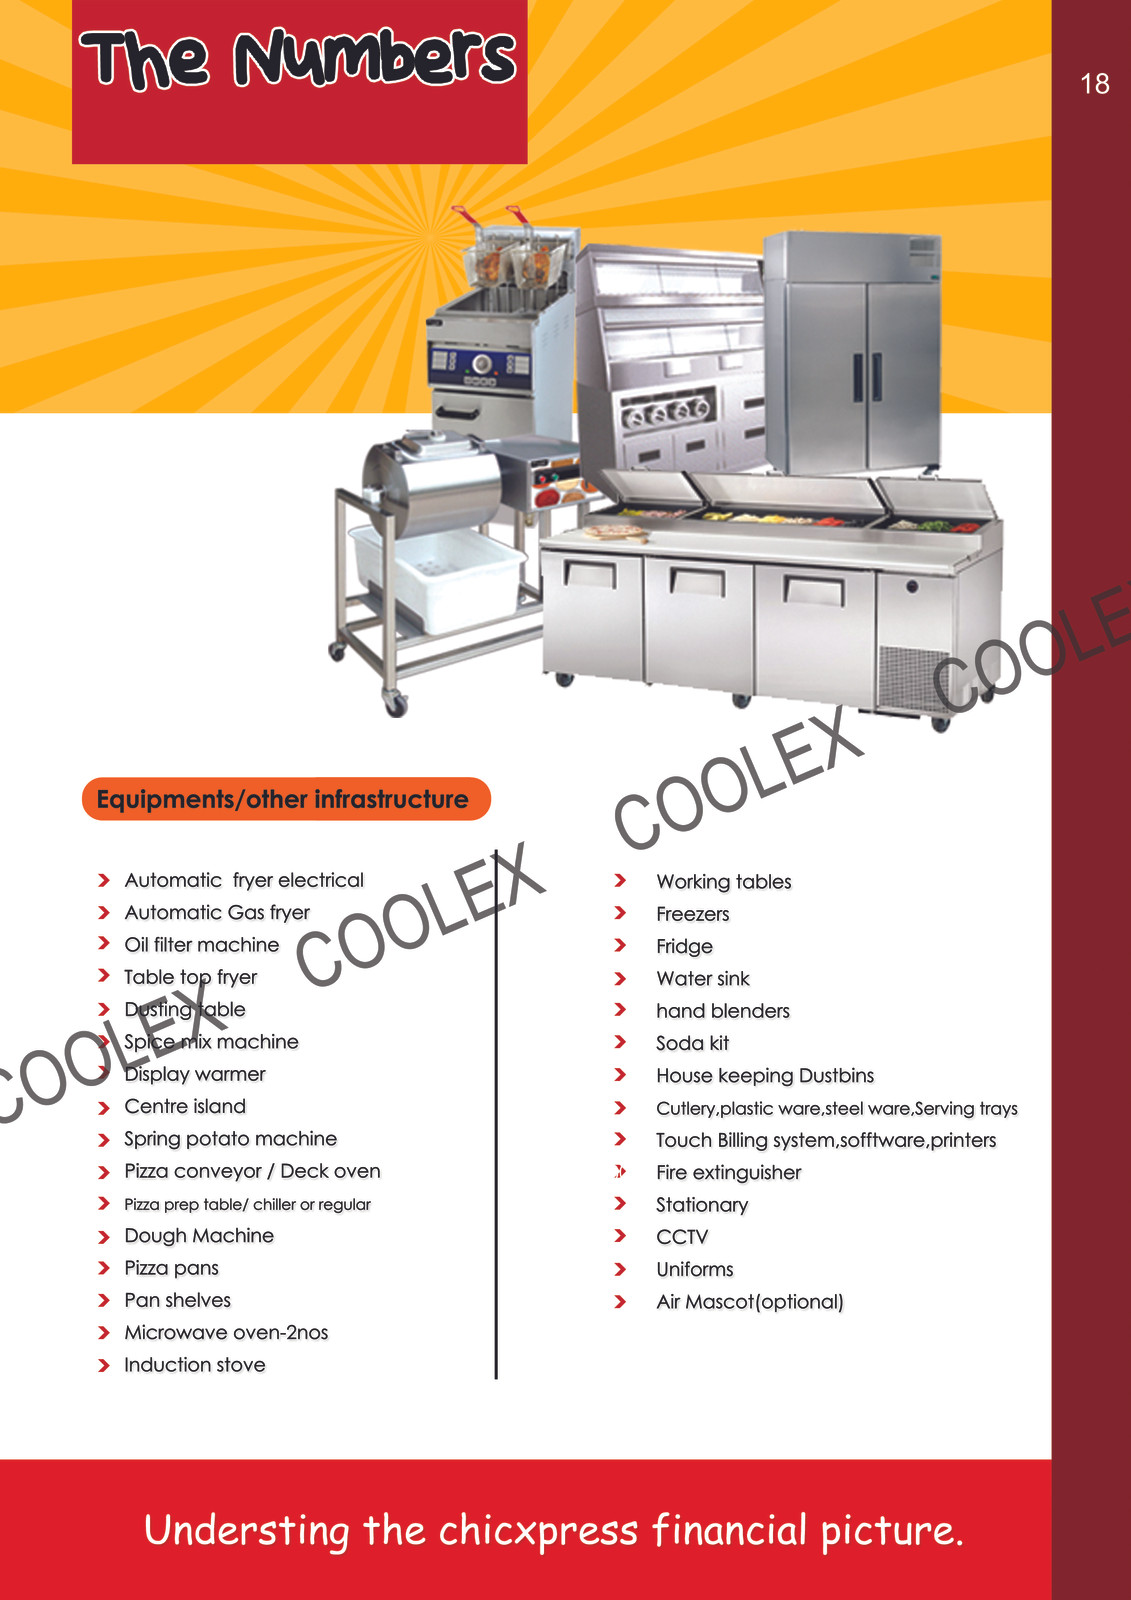 The Numbers
18
Equipments/other infrastructure
Automatic fryer electrical
Automatic Gas fryer
Oil filter machine
Table top fryer
Dusting table
Spice mix machine
Display warmer
Centre island
Spring potato machine
Pizza conveyor / Deck oven
Pizza prep table/ chiller or regular
Dough Machine
Pizza pans
Pan shelves
Microwave oven-2nos
Induction stove
Working tables
Freezers
Fridge
Water sink
hand blenders
Soda kit
House keeping Dustbins
Cutlery,plastic ware,steel ware,Serving trays
Touch Billing system,sofftware,printers
Fire extinguisher
Stationary
CCTV
Uniforms
Air Mascot(optional)
COOLEX COOLEX COOLEX COOLEX
Understing the chicxpress financial picture.